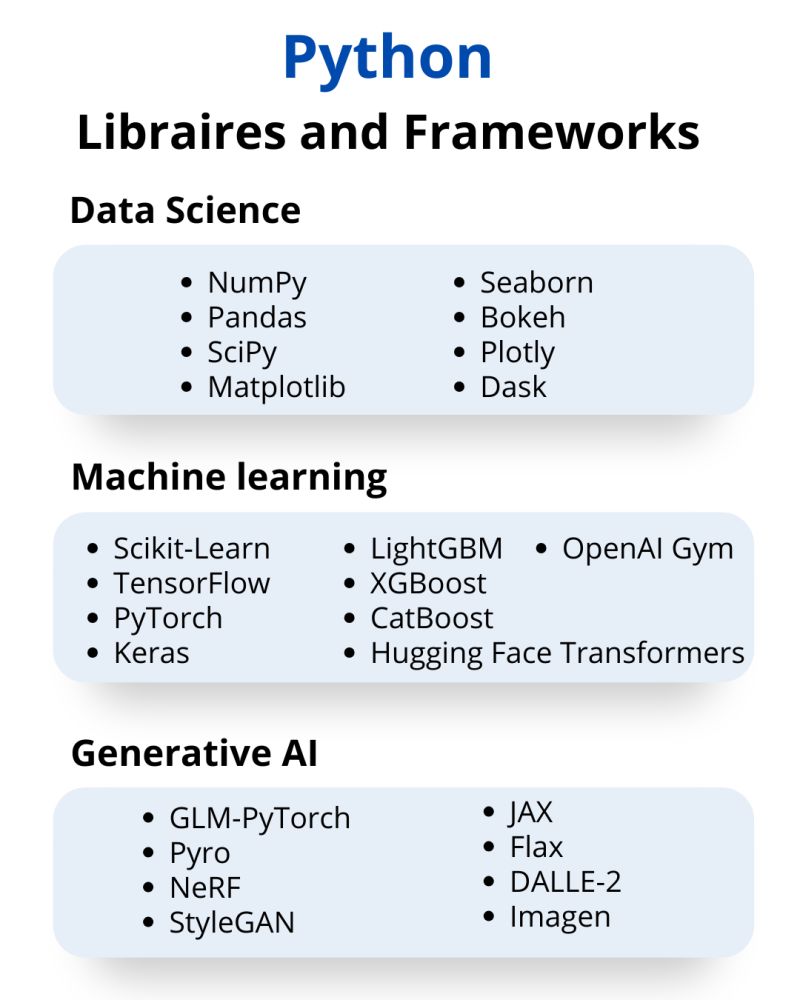 Python
Libraires and Frameworks
Data Science
• NumPy
• Pandas
• SciPy
• Matplotlib
• Seaborn
• Bokeh
• Plotly
• Dask
Machine learning
• Scikit-Learn
• TensorFlow
• PyTorch
• Keras
• LightGBM
• XGBoost
• CatBoost
• Hugging Face Transformers
• OpenAI Gym
Generative AI
• GLM-PyTorch
• Pyro
• NeRF
• StyleGAN
• JAX
• Flax
• DALLE-2
• Imagen